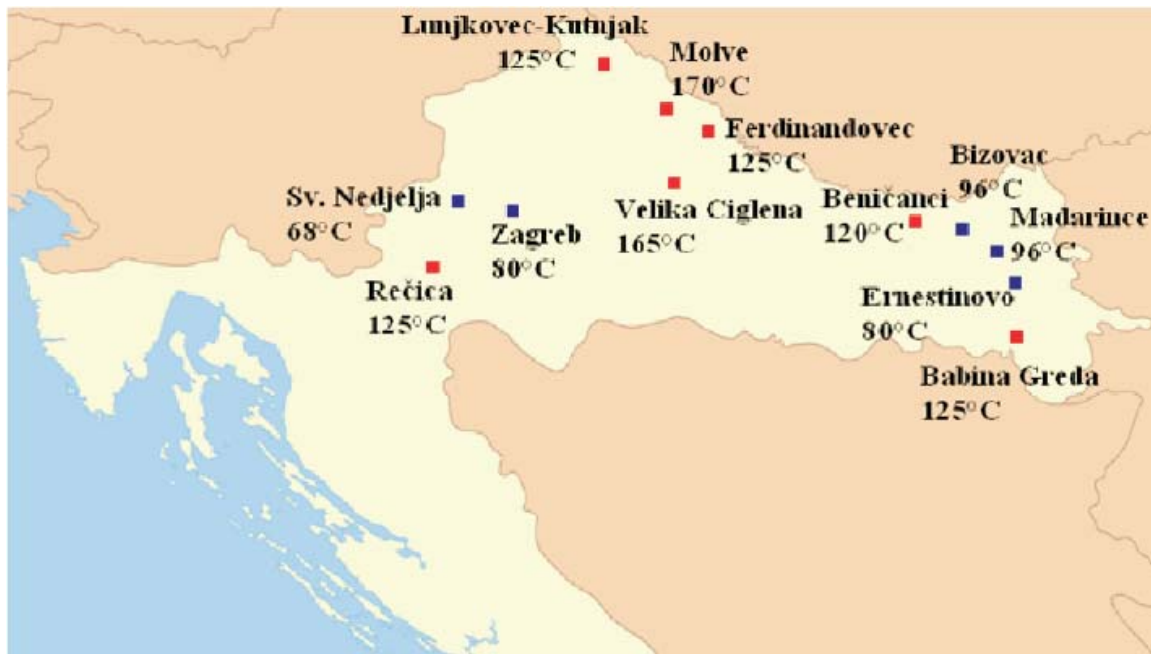 Lunjkovec-Kutnjak
125°C
Molve
170°C
Ferdinandovec
125°C
Bizovac
96°C
Sv. Nedjelja
68°C
Zagreb
80°C
Velika Ciglena
165°C
Beničanci
120°C
Madarince
96°C
Rečica
125°C
Ernestinovo
80°C
Babina Greda
125°C